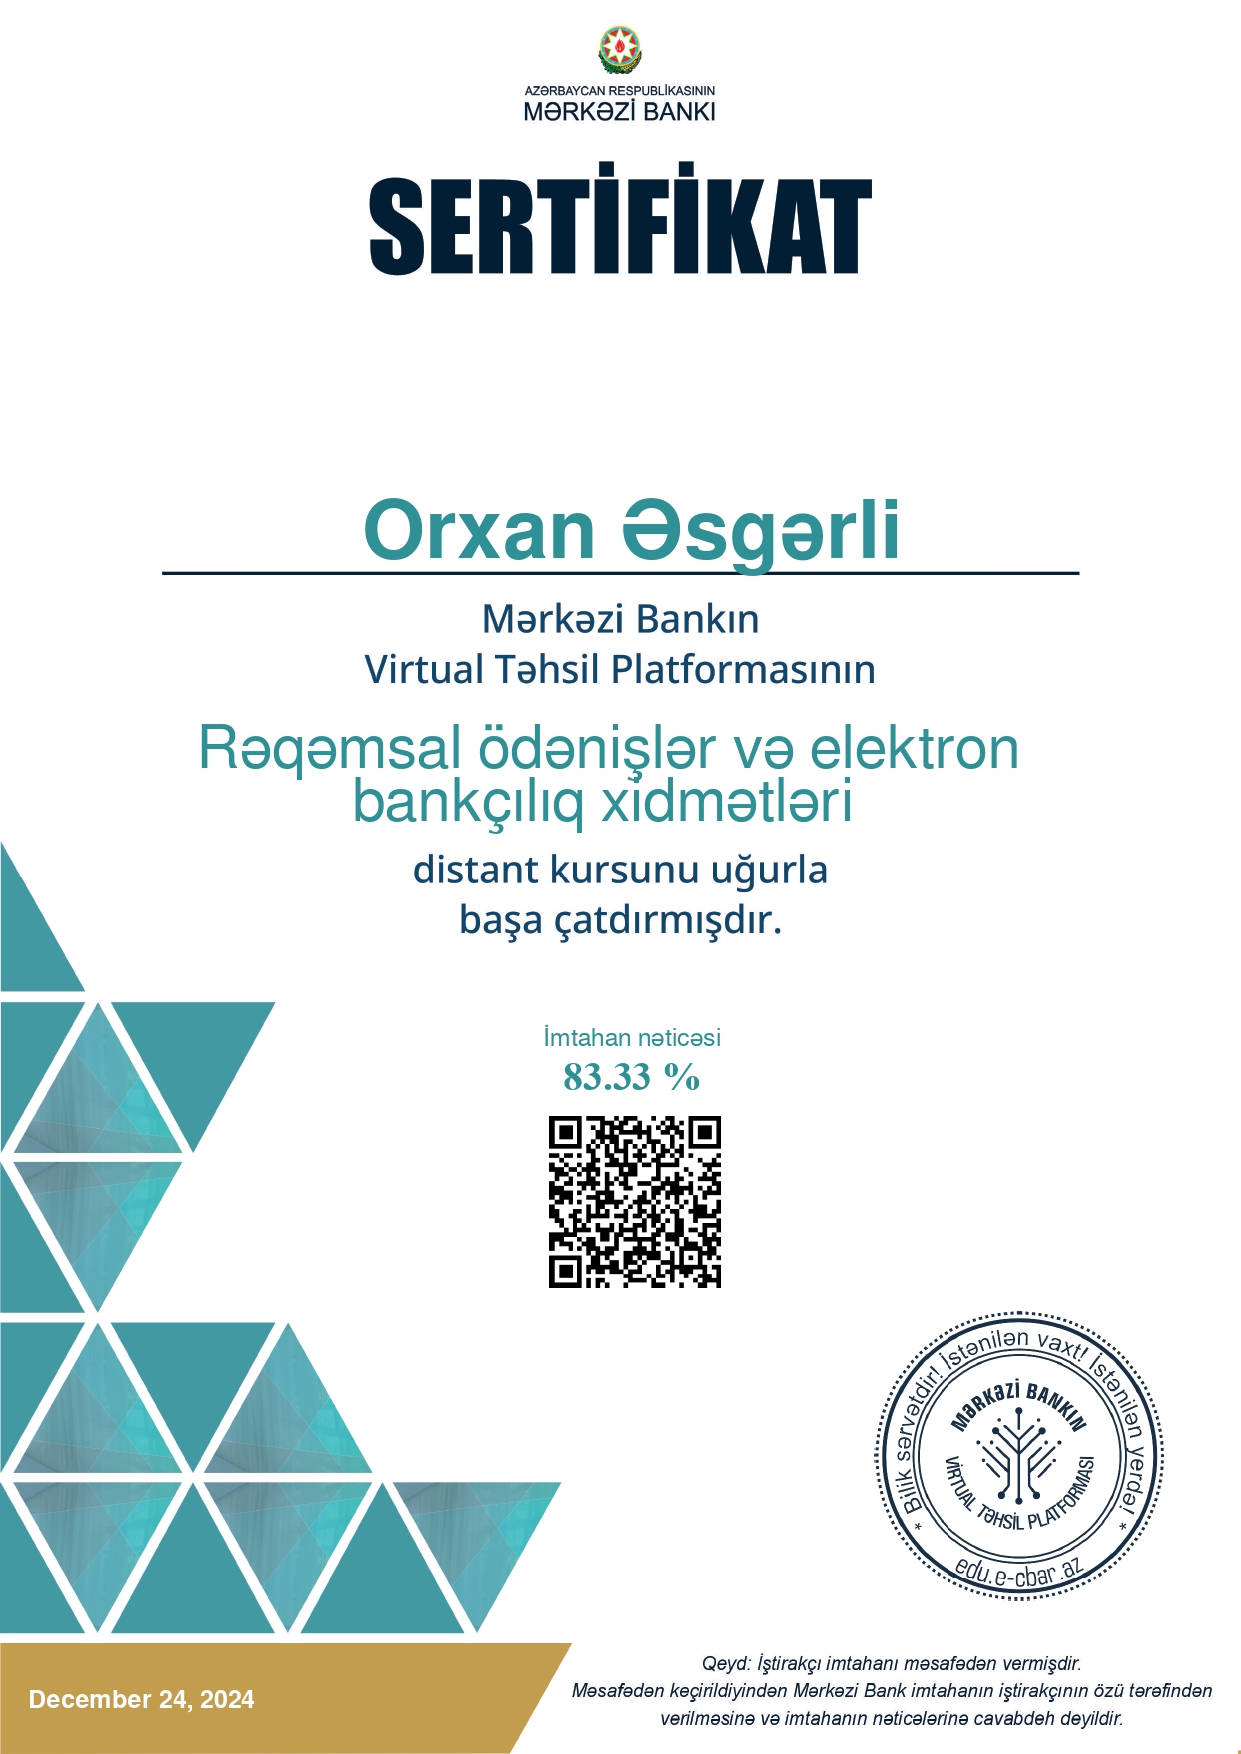 AZƏRBAYCAN RESPUBLİKASININ
MƏRKƏZİ BANKI
SERTİFİKAT
Orxan Əsgərli
Mərkəzi Bankın
Virtual Təhsil Platformasının
Rəqəmsal ödənişlər və elektron
bankçılıq xidmətləri
distant kursunu uğurla
başa çatdırmışdır.
İmtahan nəticəsi
83.33 %
* Bilik sərvətdir! İstənilən vaxt! İstənilən yerdə! *
MƏRKƏZİ BANKIN
VİRTUAL TƏHSİL PLATFORMASI
edu.e-cbar.az
December 24, 2024
Qeyd: İştirakçı imtahanı məsafədən vermişdir.
Məsafədən keçirildiyindən Mərkəzi Bank imtahanın iştirakçının özü tərəfindən
verilməsinə və imtahanın nəticələrinə cavabdeh deyildir.